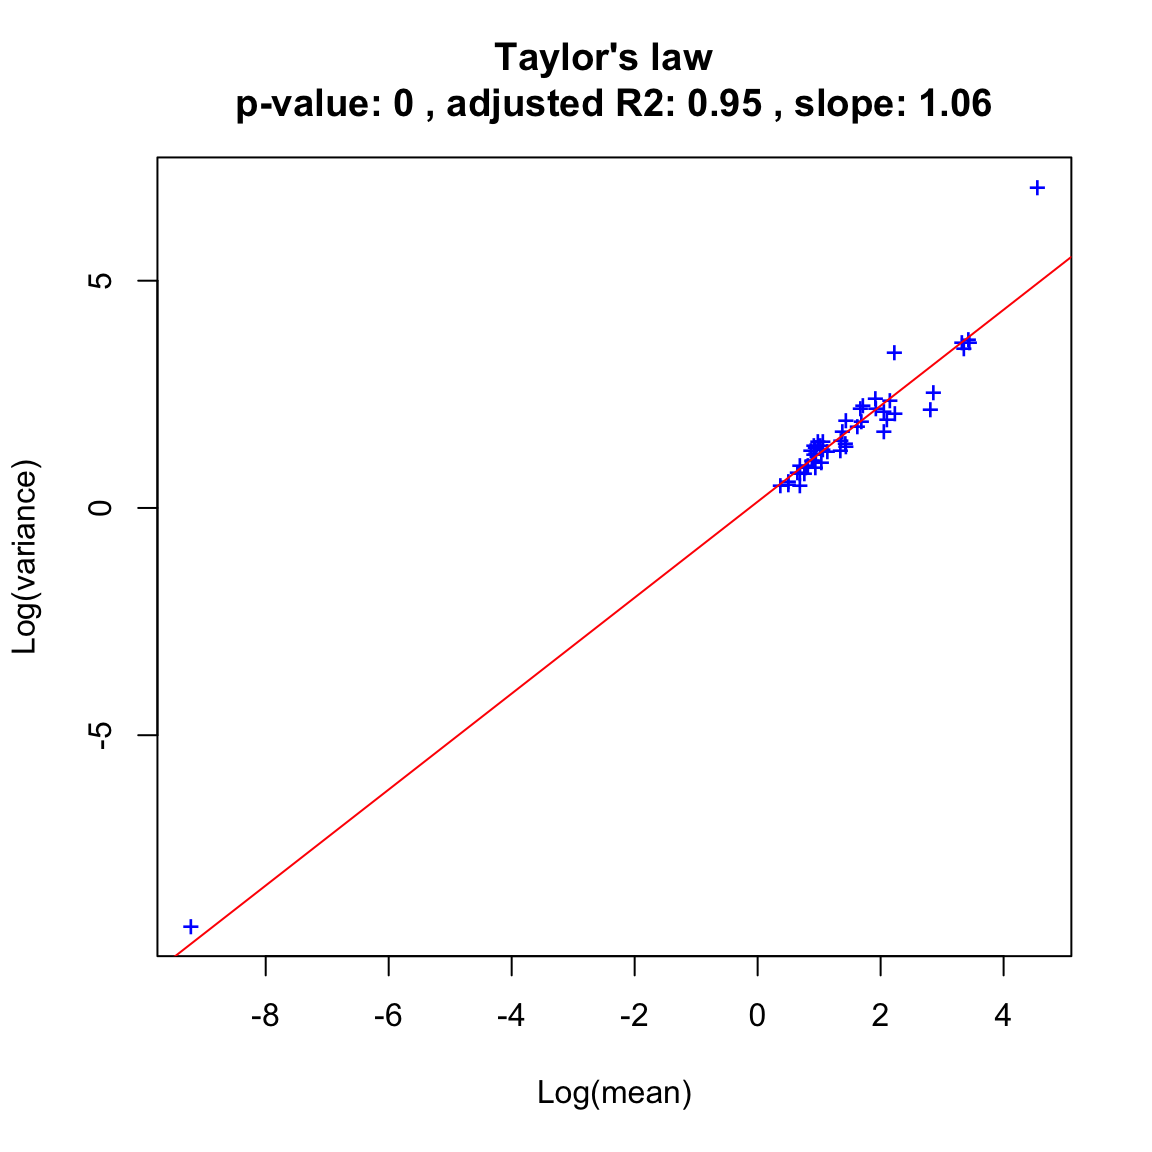 Taylor's law
p-value: 0 , adjusted R2: 0.95 , slope: 1.06
5
0
-5
Log(variance)
-8 -6 -4 -2 0 2 4
Log(mean)